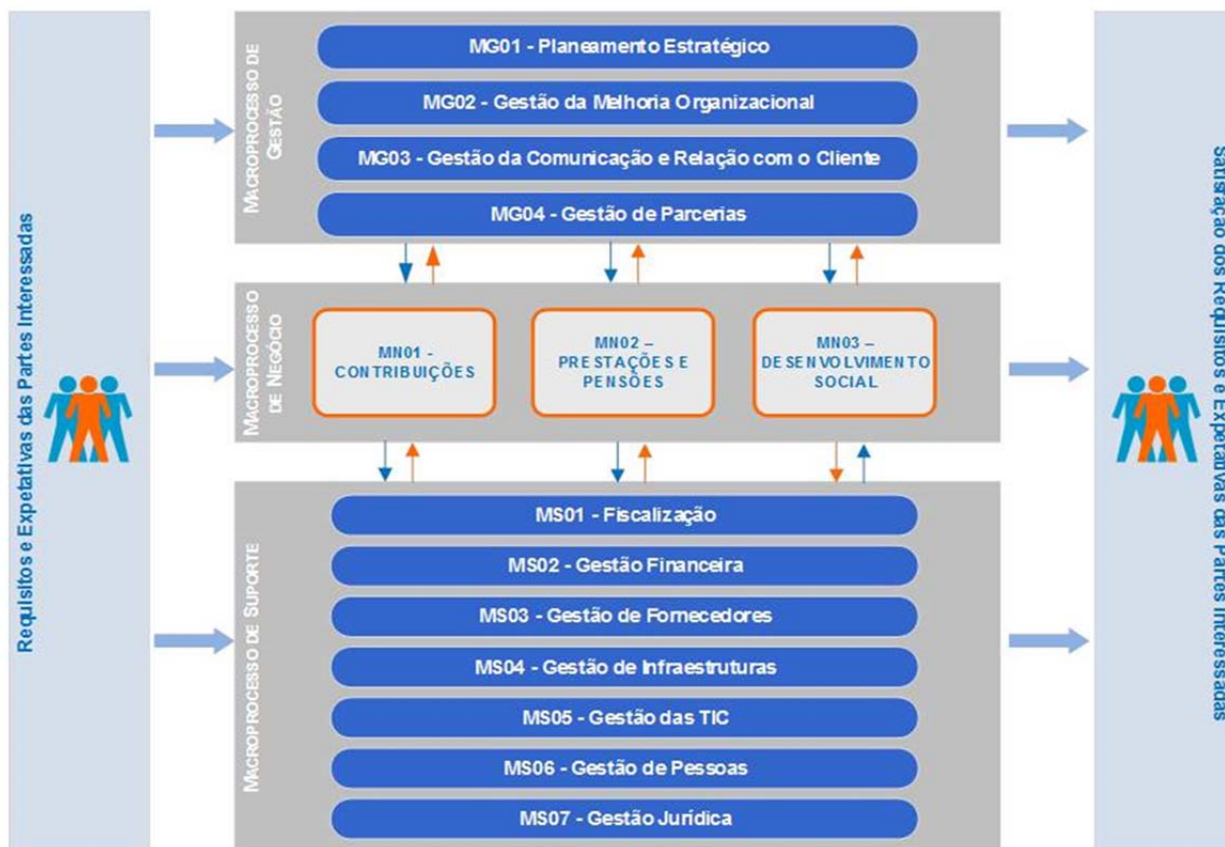 Requisitos e Expetativas das Partes Interessadas
MACROPROCESSO DE
GESTÃO
MG01 - Planeamento Estratégico
MG02 - Gestão da Melhoria Organizacional
MG03 - Gestão da Comunicação e Relação com o Cliente
MG04 - Gestão de Parcerias
MACROPROCESSO
DE NEGÓCIO
MN01 -
CONTRIBUIÇÕES
MN02 –
PRESTAÇÕES E
PENSÕES
MN03 –
DESENVOLVIMENTO
SOCIAL
MACROPROCESSO DE SUPORTE
MS01 - Fiscalização
MS02 - Gestão Financeira
MS03 - Gestão de Fornecedores
MS04 - Gestão de Infraestruturas
MS05 - Gestão das TIC
MS06 - Gestão de Pessoas
MS07 - Gestão Jurídica
Satisfação dos Requisitos e Expetativas das Partes Interessadas